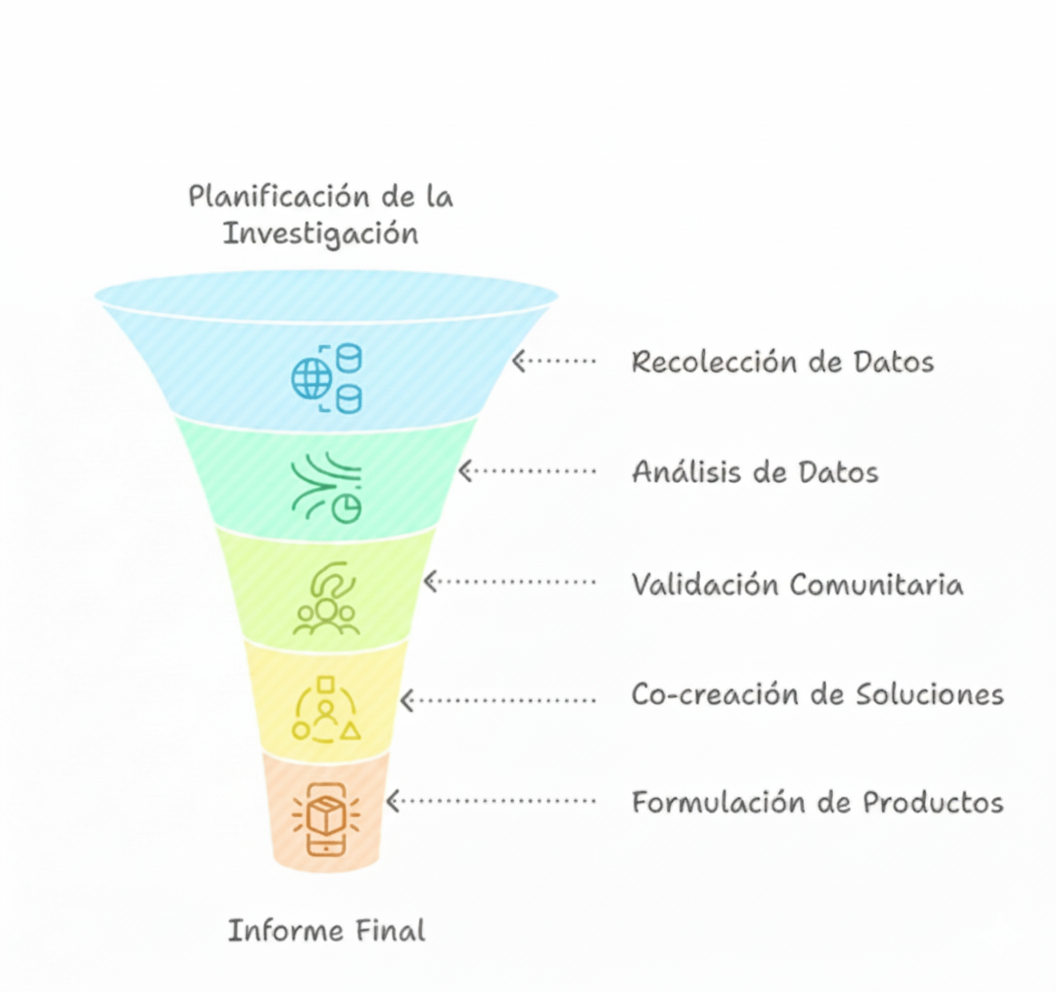 Planificación de la
Investigación
Recolección de Datos
Análisis de Datos
Validación Comunitaria
Co-creación de Soluciones
Formulación de Productos
Informe Final